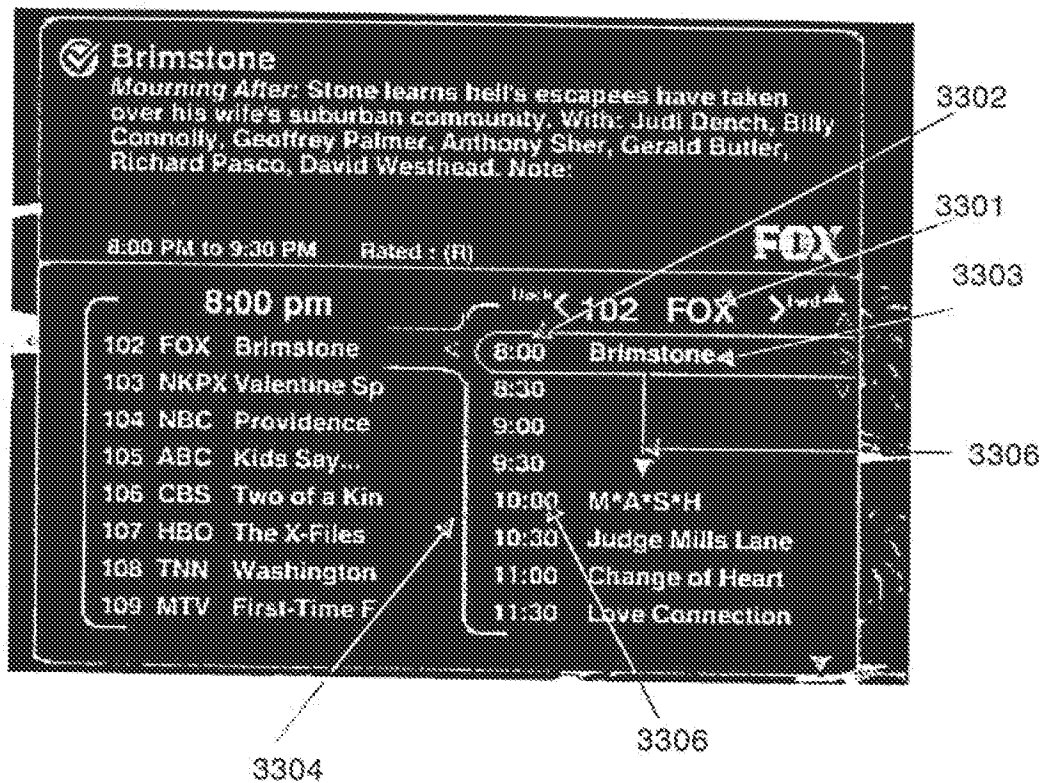 Brimstone
Mourning After: Stone learns hell's escapees have taken
over his wife's suburban community. With: Judi Dench, Billy
Connolly, Geoffrey Palmer, Anthony Sher, Gerald Butler,
Richard Pasco, David Westhead. Note:
8:00 PM to 9:30 PM Rated : (R)
FOX
8:00 pm
102 FOX Brimstone
103 NKPX Valentine Sp
104 NBC Providence
105 ABC Kids Say...
106 CBS Two of a Kin
107 HBO The X-Files
108 TNN Washington
109 MTV First-Time F
Back < 102 FOX > Fwd
8:00 Brimstone
8:30
9:00
9:30
10:00 M*A*S*H
10:30 Judge Mills Lane
11:00 Change of Heart
11:30 Love Connection
3302
3301
3303
3306
3304
3306